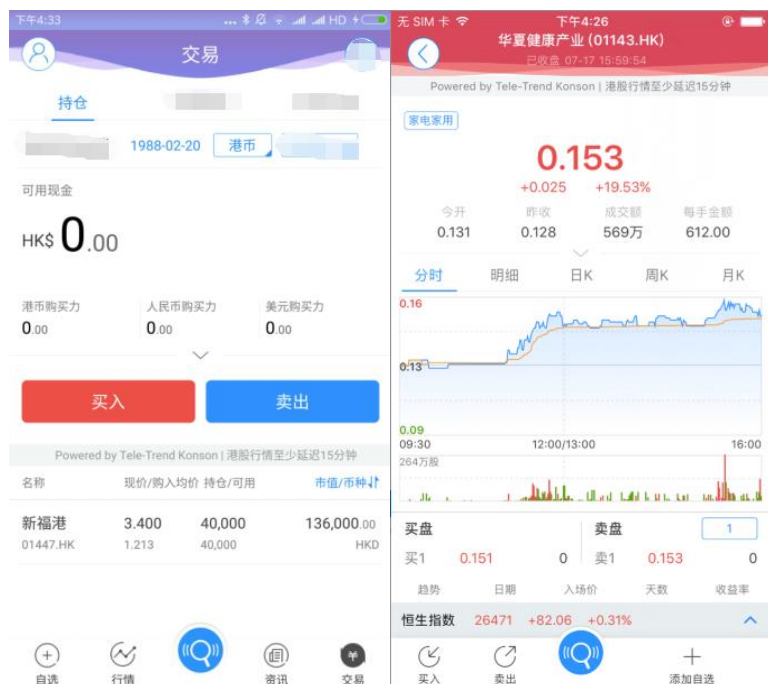 下午4:33
... HD
交易
持仓
1988-02-20 港币
可用现金
HK$ 0.00
港币购买力 人民币购买力 美元购买力
0.00 0.00 0.00
买入 卖出
Powered by Tele-Trend Konson | 港股行情至少延迟15分钟
名称 现价/购入均价 持仓/可用 市值/币种
新福港 3.400 40,000 136,000.00
01447.HK 1.213 40,000 HKD
自选 行情 资讯 交易
无 SIM 卡 下午4:26
华夏健康产业 (01143.HK)
已收盘 07-17 15:59:54
Powered by Tele-Trend Konson | 港股行情至少延迟15分钟
家电家用
0.153
+0.025 +19.53%
今开 昨收 成交额 每手金额
0.131 0.128 569万 612.00
分时 明细 日K 周K 月K
0.16
0.13
0.09
09:30 12:00/13:00 16:00
264万股
买盘 卖盘 1
买1 0.151 0 卖1 0.153 0
趋势 日期 入场价 天数 收益率
恒生指数 26471 +82.06 +0.31%
买入 卖出 添加自选